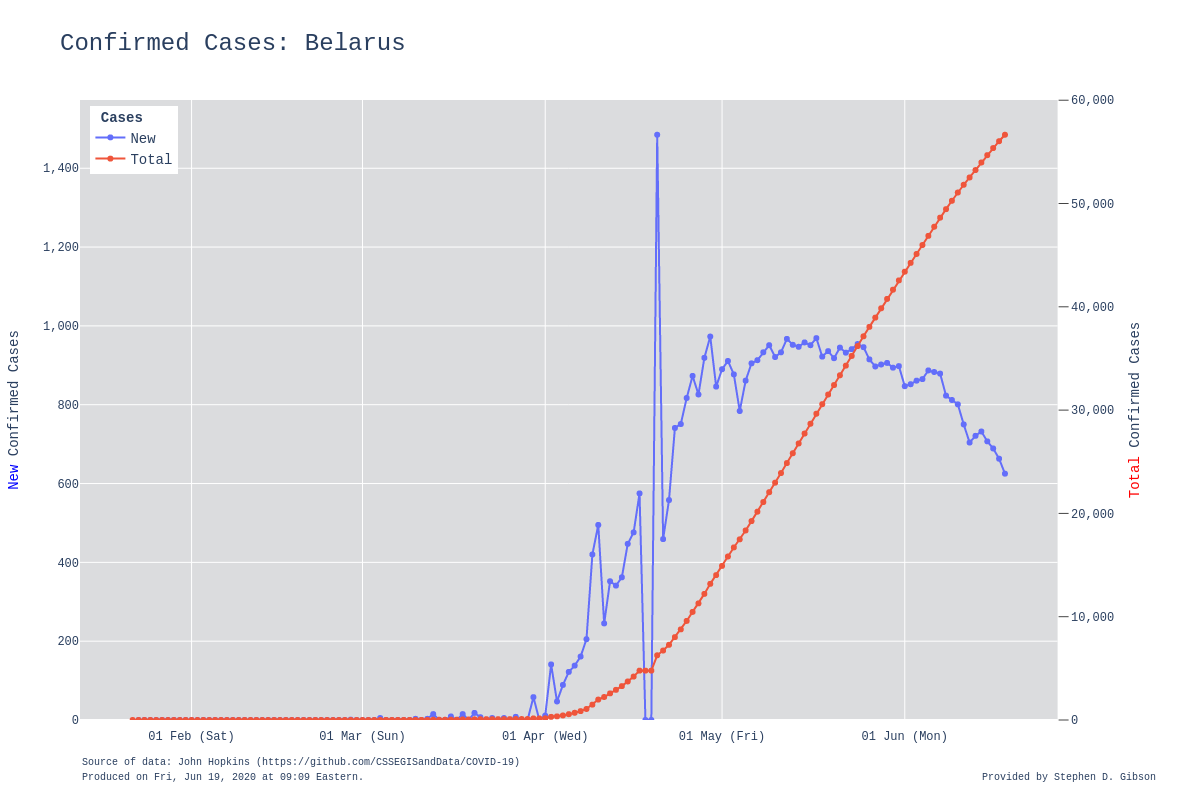 Confirmed Cases: Belarus
Cases
New
Total
60,000
50,000
40,000
30,000
20,000
10,000
0
1,400
1,200
1,000
800
600
400
200
0
New Confirmed Cases
Total Confirmed Cases
01 Feb (Sat) 01 Mar (Sun) 01 Apr (Wed) 01 May (Fri) 01 Jun (Mon)
Source of data: John Hopkins (https://github.com/CSSEGISandData/COVID-19)
Produced on Fri, Jun 19, 2020 at 09:09 Eastern.
Provided by Stephen D. Gibson